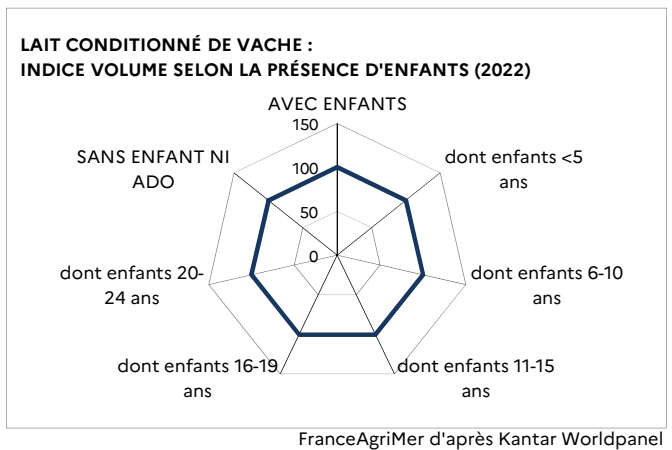 LAIT CONDITIONNÉ DE VACHE :
INDICE VOLUME SELON LA PRÉSENCE D'ENFANTS (2022)
AVEC ENFANTS
150
100
50
0
dont enfants <5
ans
dont enfants 6-10
ans
dont enfants 11-15
ans
dont enfants 16-19
ans
dont enfants 20-
24 ans
SANS ENFANT NI
ADO
FranceAgriMer d'après Kantar Worldpanel